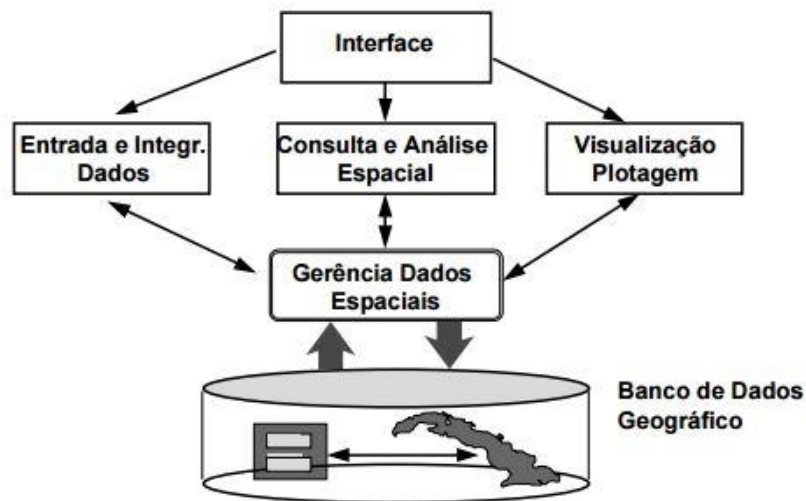 Interface
Entrada e Integr.
Dados
Consulta e Análise
Espacial
Visualização
Plotagem
Gerência Dados
Espaciais
Banco de Dados
Geográfico